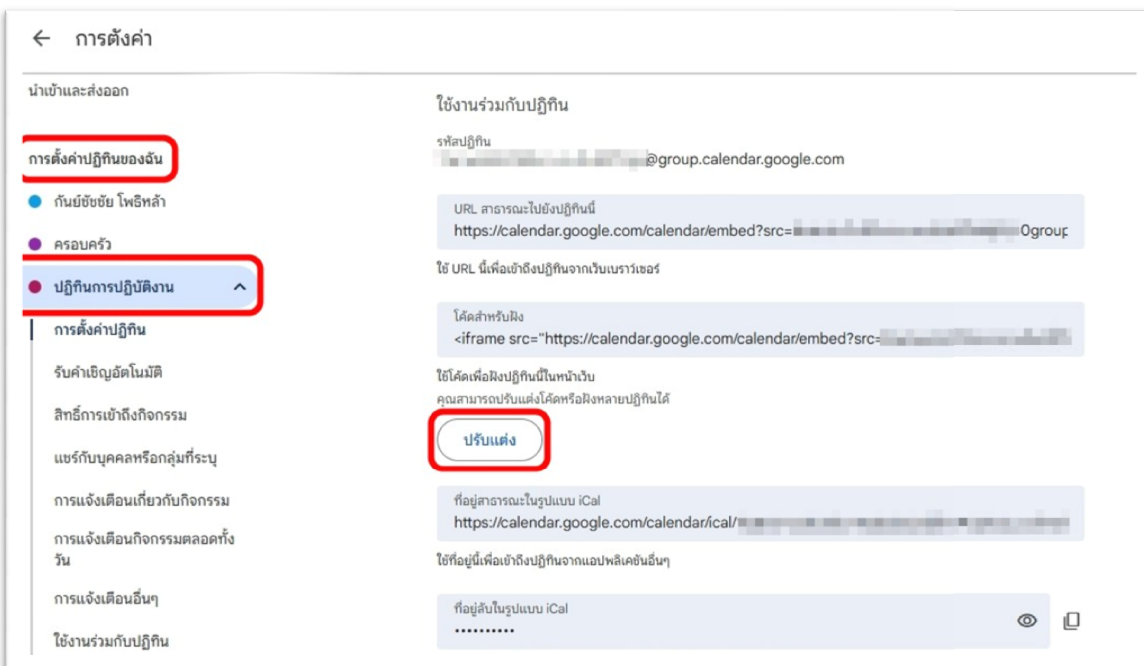 การตั้งค่า
นำเข้าและส่งออก
การตั้งค่าปฏิทินของฉัน
กันย์ชัชชัย โพธิหล้า
ครอบครัว
ปฏิทินการปฏิบัติงาน
การตั้งค่าปฏิทิน
รับคำเชิญอัตโนมัติ
สิทธิ์การเข้าถึงกิจกรรม
แชร์กับบุคคลหรือกลุ่มที่ระบุ
การแจ้งเตือนเกี่ยวกับกิจกรรม
การแจ้งเตือนกิจกรรมตลอดทั้ง
วัน
การแจ้งเตือนอื่นๆ
ใช้งานร่วมกับปฏิทิน
ใช้งานร่วมกับปฏิทิน
รหัสปฏิทิน
@group.calendar.google.com
URL สาธารณะไปยังปฏิทินนี้
https://calendar.google.com/calendar/embed?src= 0group
ใช้ URL นี้เพื่อเข้าถึงปฏิทินจากเว็บเบราว์เซอร์
โค้ดสำหรับฝัง
<iframe src="https://calendar.google.com/calendar/embed?src=
ใช้โค้ดเพื่อฝังปฏิทินนี้ในหน้าเว็บ
คุณสามารถปรับแต่งโค้ดหรือฝังหลายปฏิทินได้
ปรับแต่ง
ที่อยู่สาธารณะในรูปแบบ iCal
https://calendar.google.com/calendar/ical/
ใช้ที่อยู่นี้เพื่อเข้าถึงปฏิทินจากแอปพลิเคชันอื่นๆ
ที่อยู่ลับในรูปแบบ iCal
••••••••••